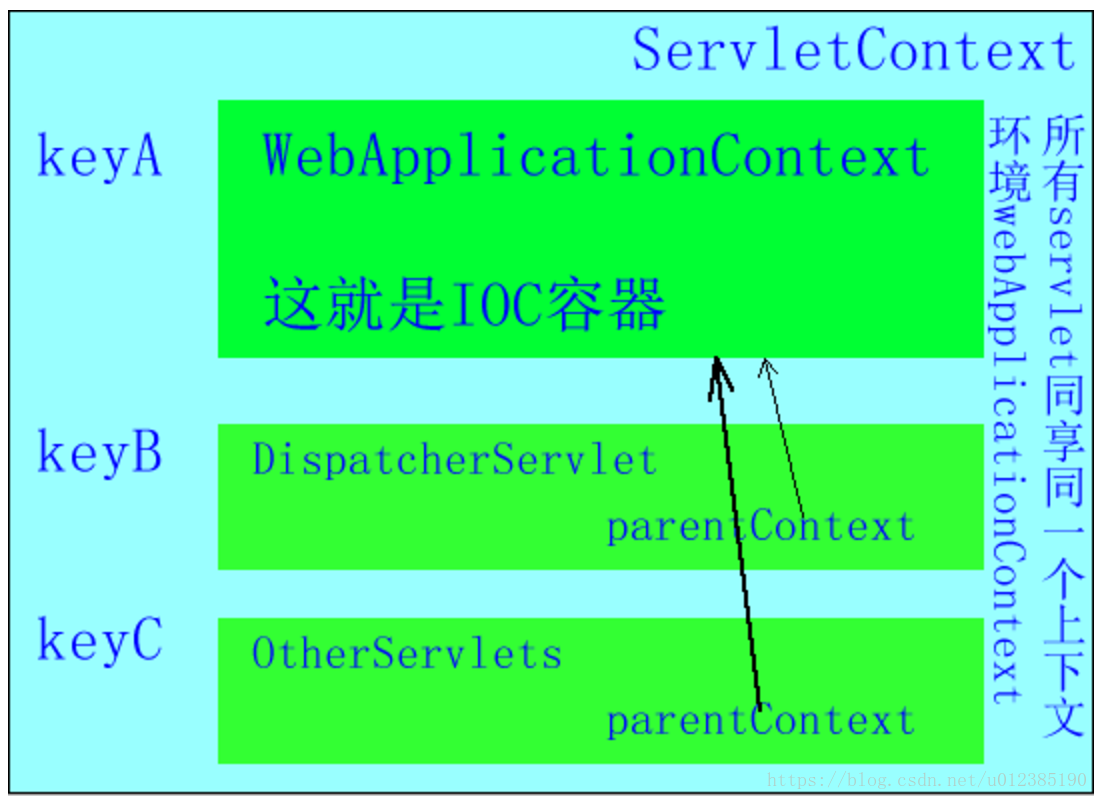 ServletContext
keyA
WebApplicationContext
这就是IOC容器
所有servlet同享同一个上下文
环境webApplicationContext
keyB
DispatcherServlet
parentContext
keyC
OtherServlets
parentContext
https://blog.csdn.net/u012385190